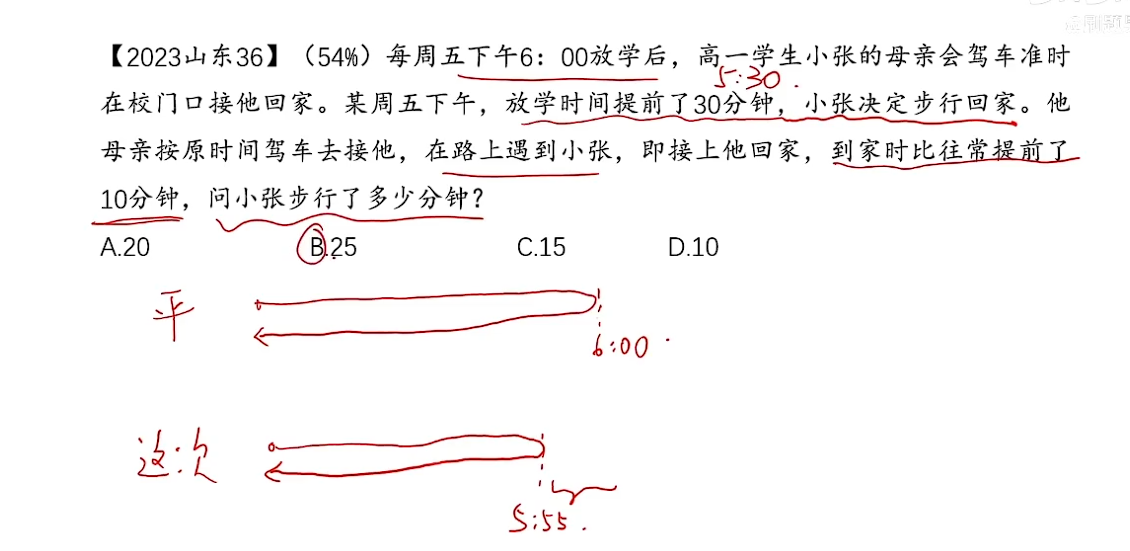 【2023山东36】（54%）每周五下午6：00放学后，高一学生小张的母亲会驾车准时
5:30.
在校门口接他回家。某周五下午，放学时间提前了30分钟，小张决定步行回家。他
母亲按原时间驾车去接他，在路上遇到小张，即接上他回家，到家时比往常提前了
10分钟，问小张步行了多少分钟？
A.20 B.25 C.15 D.10
平
6:00.
这次
5:55.